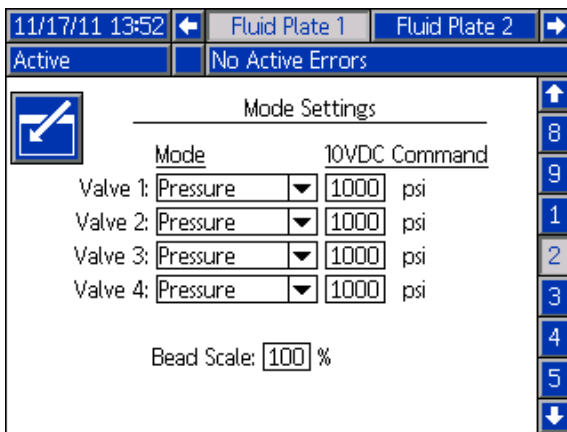 11/17/11 13:52 Fluid Plate 1 Fluid Plate 2
Active No Active Errors
Mode Settings
Mode 10VDC Command
Valve 1: Pressure 1000 psi
Valve 2: Pressure 1000 psi
Valve 3: Pressure 1000 psi
Valve 4: Pressure 1000 psi
Bead Scale: 100 %
8
9
1
2
3
4
5